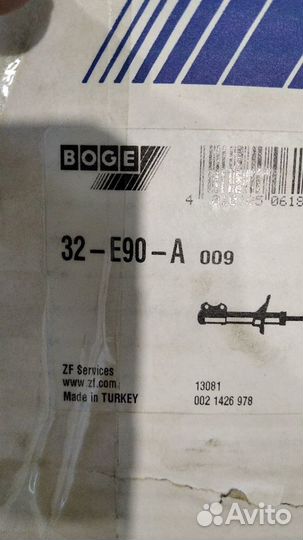 BOGE
32-E90-A 009
ZF Services
www.zf.com
Made in TURKEY
13081
002 1426 978
Avito